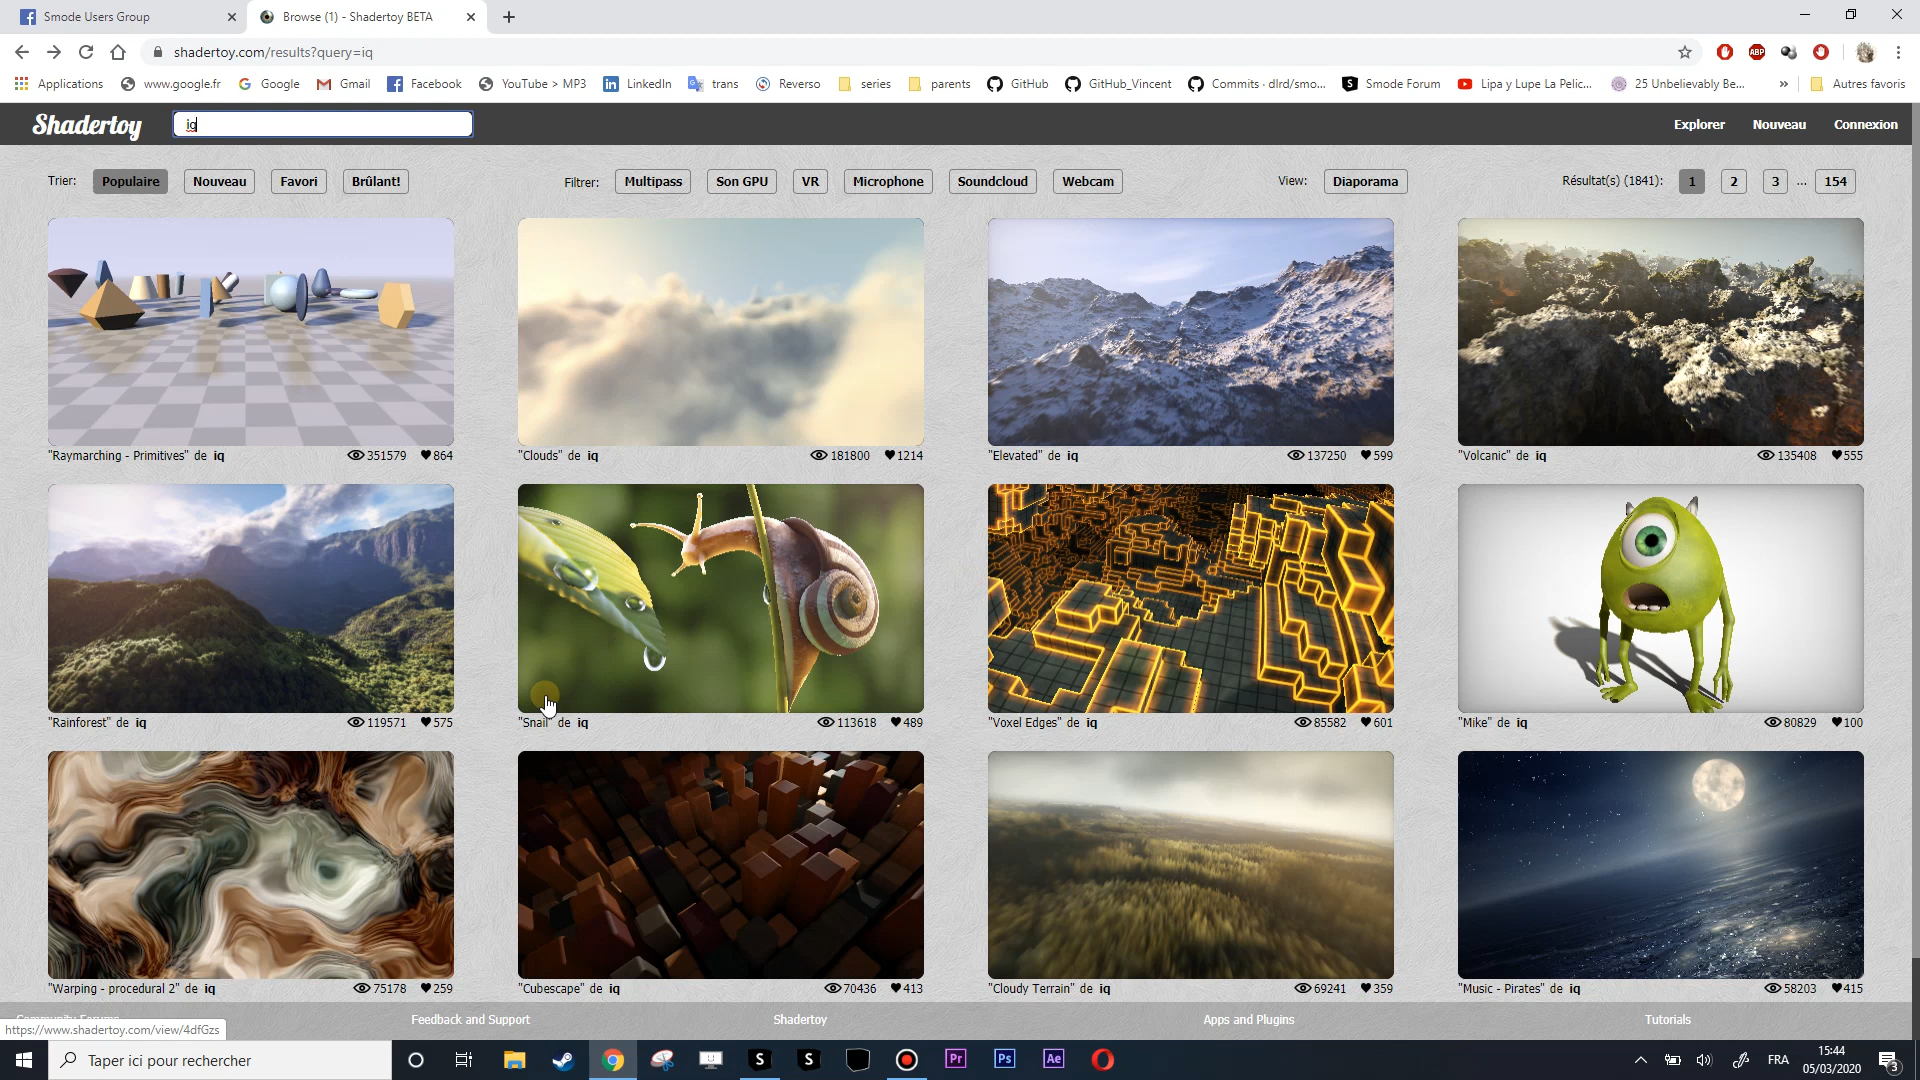 Smode Users Group
Browse (1) - Shadertoy BETA
shadertoy.com/results?query=iq
ABP
Applications
www.google.fr
Google
Gmail
Facebook
YouTube > MP3
LinkedIn
trans
Reverso
series
parents
GitHub
GitHub_Vincent
Commits · dlrd/smo...
Smode Forum
Lipa y Lupe La Pelic...
25 Unbelievably Be...
»
Autres favoris
Shadertoy
iq
Explorer
Nouveau
Connexion
Trier:
Populaire
Nouveau
Favori
Brûlant!
Filtrer:
Multipass
Son GPU
VR
Microphone
Soundcloud
Webcam
View:
Diaporama
Résultat(s) (1841):
1
2
3
...
154
"Raymarching - Primitives" de iq
351579
864
"Clouds" de iq
181800
1214
"Elevated" de iq
137250
599
"Volcanic" de iq
135408
555
"Rainforest" de iq
119571
575
"Snail" de iq
113618
489
"Voxel Edges" de iq
85582
601
"Mike" de iq
80829
100
"Warping - procedural 2" de iq
75178
259
"Cubescape" de iq
70436
413
"Cloudy Terrain" de iq
69241
359
"Music - Pirates" de iq
58203
415
Community Forums
Feedback and Support
Shadertoy
Apps and Plugins
Tutorials
https://www.shadertoy.com/view/4dfGzs
Taper ici pour rechercher
S
S
Pr
Ps
Ae
FRA
15:44
05/03/2020
3